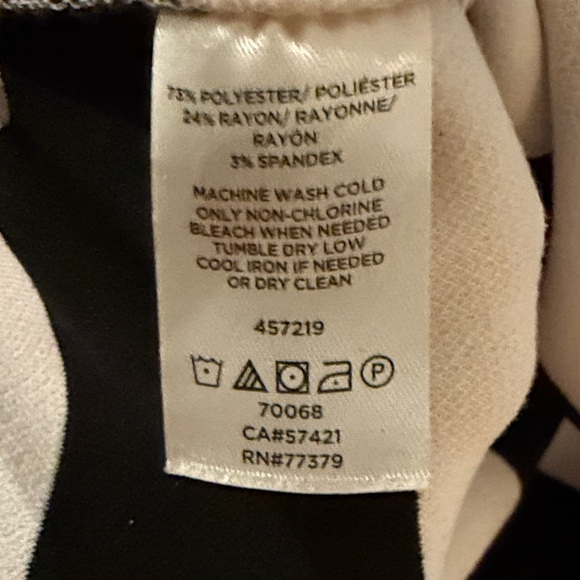 73% POLYESTER/ POLIÉSTER
24% RAYON/ RAYONNE/
RAYÓN
3% SPANDEX
MACHINE WASH COLD
ONLY NON-CHLORINE
BLEACH WHEN NEEDED
TUMBLE DRY LOW
COOL IRON IF NEEDED
OR DRY CLEAN
457219
P
70068
CA#57421
RN#77379